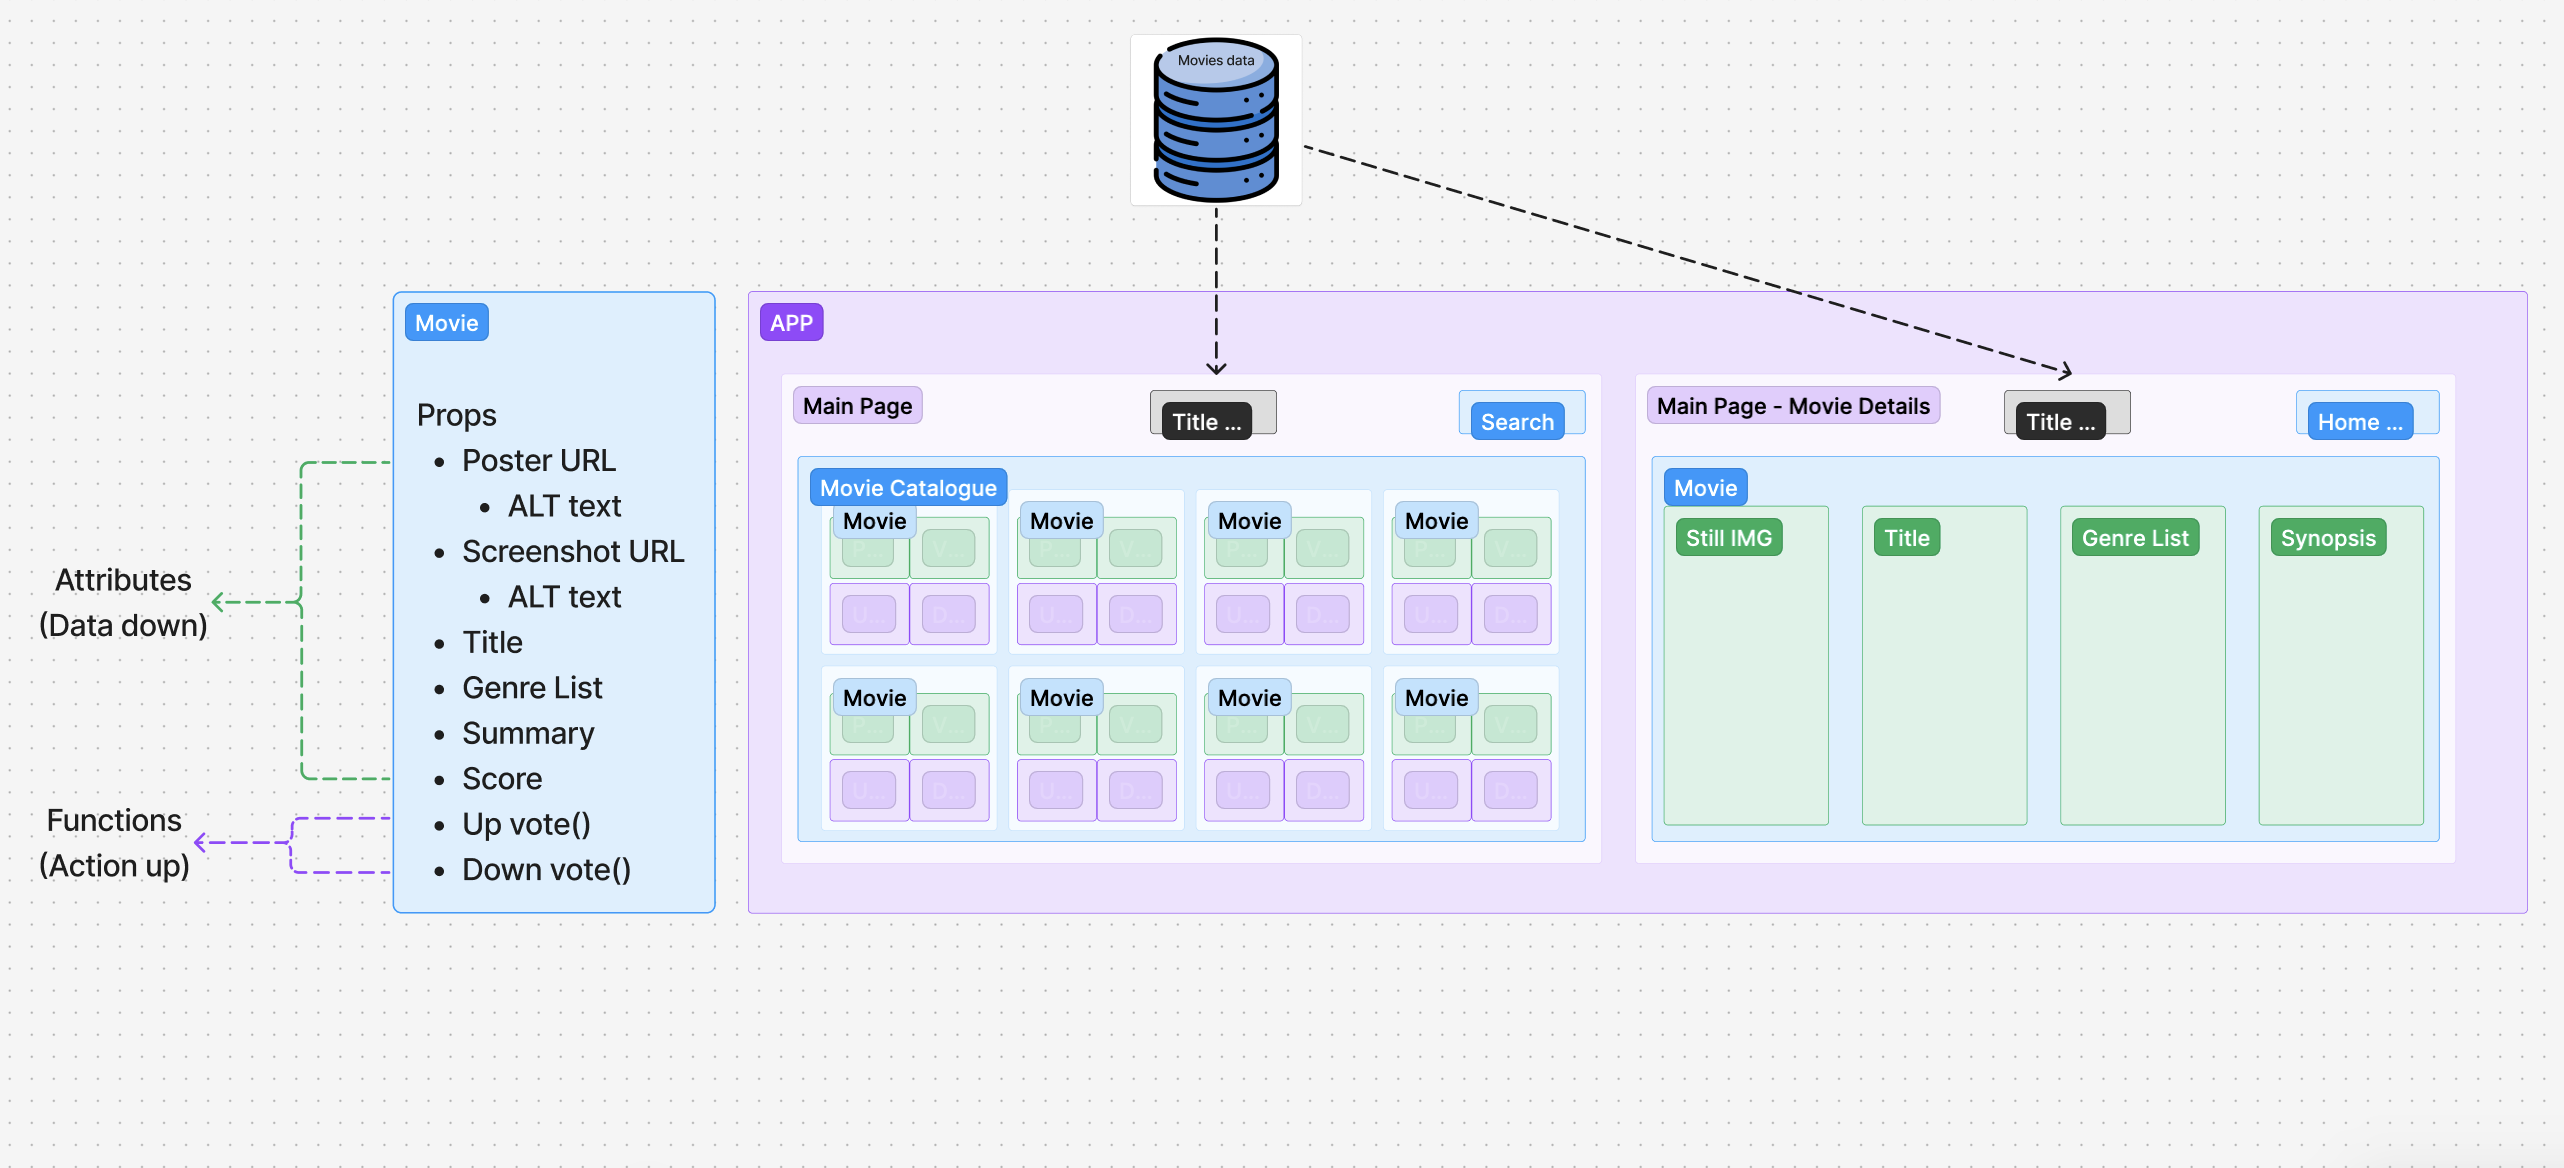 Movies data
Movie
Props
Poster URL
ALT text
Screenshot URL
ALT text
Title
Genre List
Summary
Score
Up vote()
Down vote()
Attributes
(Data down)
Functions
(Action up)
APP
Main Page
Title ...
Search
Movie Catalogue
Movie
Movie
Movie
Movie
P...
V...
P...
V...
P...
V...
P...
V...
U...
D...
U...
D...
U...
D...
U...
D...
Movie
Movie
Movie
Movie
P...
V...
P...
V...
P...
V...
P...
V...
U...
D...
U...
D...
U...
D...
U...
D...
Main Page - Movie Details
Title ...
Home ...
Movie
Still IMG
Title
Genre List
Synopsis